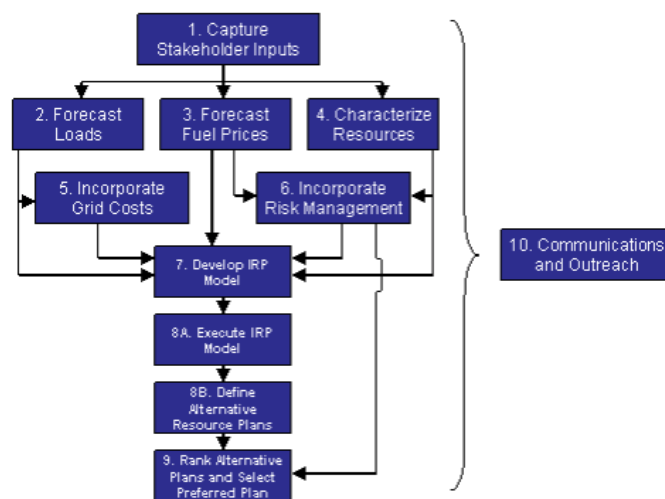 1. Capture
Stakeholder Inputs
2. Forecast
Loads
3. Forecast
Fuel Prices
4. Characterize
Resources
5. Incorporate
Grid Costs
6. Incorporate
Risk Management
7. Develop IRP
Model
10. Communications
and Outreach
8A. Execute IRP
Model
8B. Define
Alternative
Resource Plans
9. Rank Alternative
Plans and Select
Preferred Plan